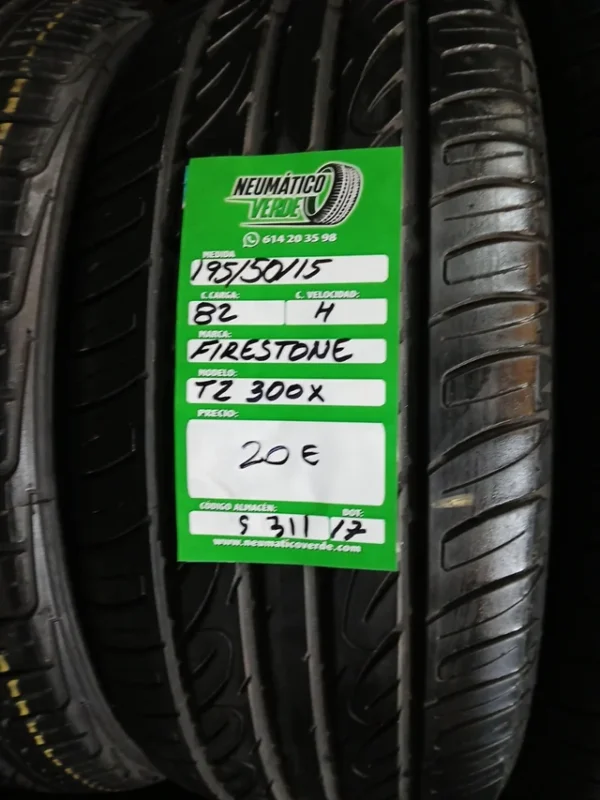 NEUMÁTICO
VERDE
614 20 35 98
MEDIDA
195/50/15
C.CARGA: C. VELOCIDAD:
82 H
MARCA:
FIRESTONE
MODELO:
TZ 300X
PRECIO:
20 €
CÓDIGO ALMACÉN: DOT:
S 311 17
www.neumaticoverde.com